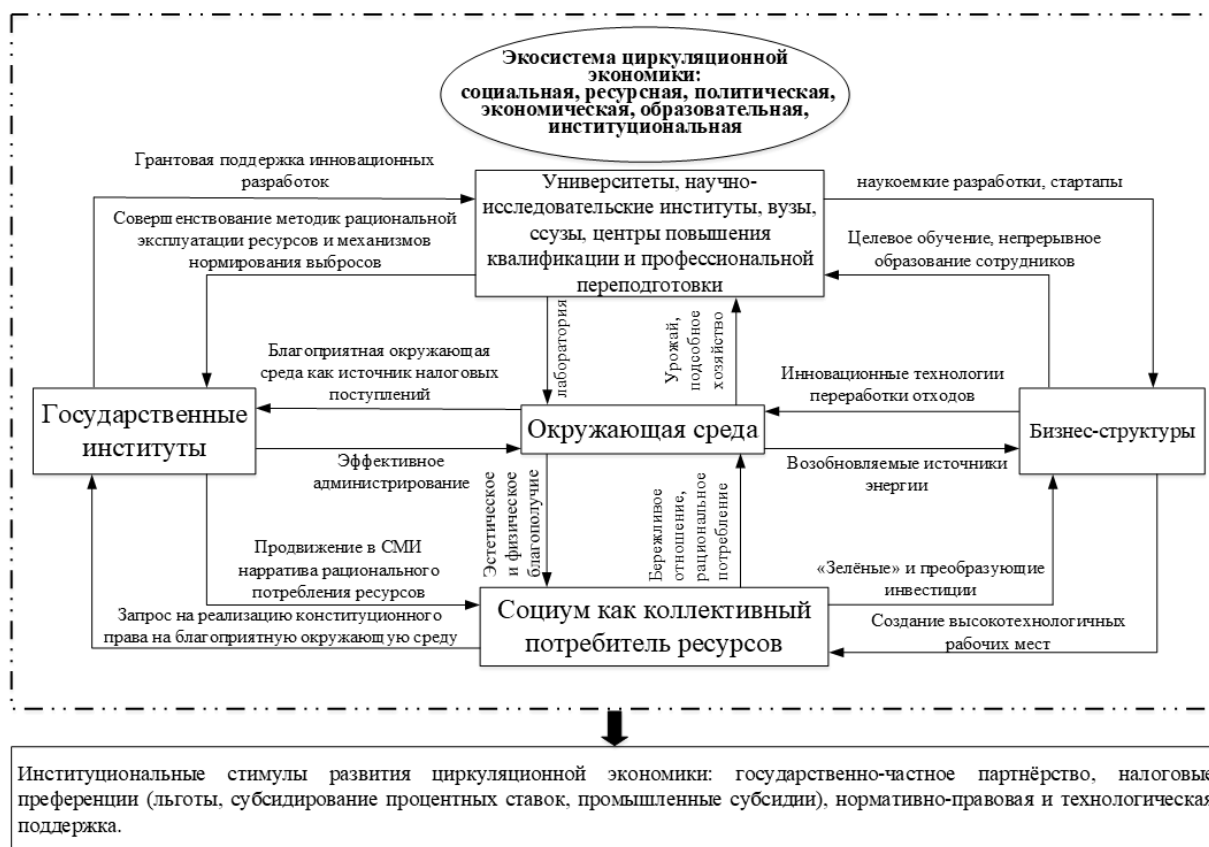 Экосистема циркуляционной
экономики:
социальная, ресурсная, политическая,
экономическая, образовательная,
институциональная
Грантовая поддержка инновационных
разработок
Университеты, научно-
исследовательские институты, вузы,
ссузы, центры повышения
квалификации и профессиональной
переподготовки
наукоемкие разработки, стартапы
Совершенствование методик рациональной
эксплуатации ресурсов и механизмов
нормирования выбросов
Целевое обучение, непрерывное
образование сотрудников
лаборатория
Урожай,
подсобное
хозяйство
Благоприятная окружающая
среда как источник налоговых
поступлений
Инновационные технологии
переработки отходов
Государственные
институты
Окружающая среда
Бизнес-структуры
Эффективное
администрирование
Возобновляемые источники
энергии
Эстетическое
и физическое
благополучие
Бережливое
отношение,
рациональное
потребление
Продвижение в СМИ
нарратива рационального
потребления ресурсов
«Зелёные» и преобразующие
инвестиции
Запрос на реализацию конституционного
права на благоприятную окружающую среду
Социум как коллективный
потребитель ресурсов
Создание высокотехнологичных
рабочих мест
Институциональные стимулы развития циркуляционной экономики: государственно-частное партнёрство, налоговые
преференции (льготы, субсидирование процентных ставок, промышленные субсидии), нормативно-правовая и технологическая
поддержка.